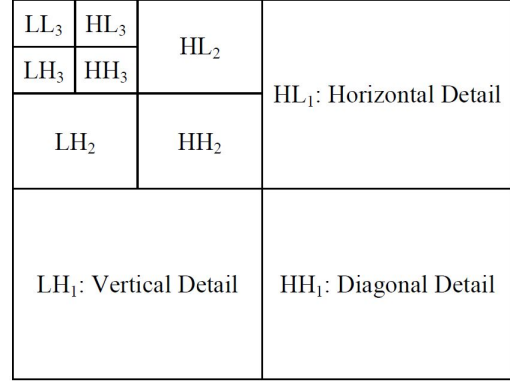 LL₃ HL₃
HL₂
LH₃ HH₃
HL₁: Horizontal Detail
LH₂ HH₂
LH₁: Vertical Detail HH₁: Diagonal Detail